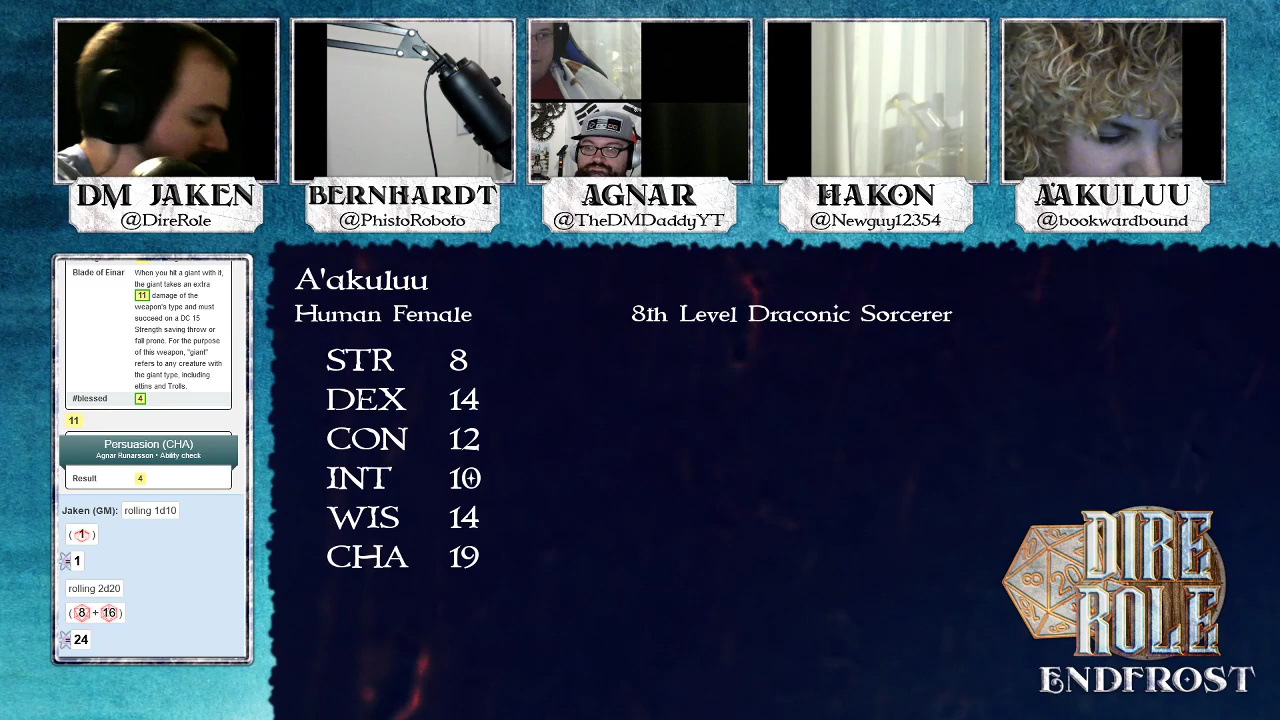 DM JAKEN
@DireRole
BERNHARDT
@PhistoRobofo
AGNAR
@TheDMDaddyYT
HAKON
@Newguy12354
A'AKULUU
@bookwardbound
Blade of Einar
When you hit a giant with it,
the giant takes an extra
11 damage of the
weapon's type and must
succeed on a DC 15
Strength saving throw or
fall prone. For the purpose
of this weapon, "giant"
refers to any creature with
the giant type, including
ettins and Trolls.
#blessed 4
11
Persuasion (CHA)
Agnar Runarsson • Ability check
Result 4
Jaken (GM): rolling 1d10
(1)
=1
rolling 2d20
(8+16)
=24
A'akuluu
Human Female
8th Level Draconic Sorcerer
STR 8
DEX 14
CON 12
INT 10
WIS 14
CHA 19
8 20
DIRE
ROLE
ENDFROST